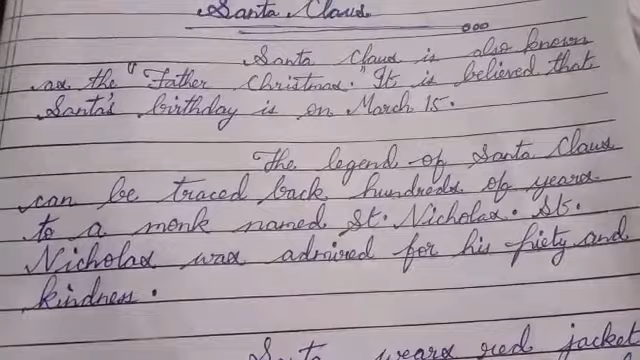 Santa Claus
Santa Claus is also known
as the "Father Christmas." It is believed that
Santa's birthday is on March 15.
The legend of Santa Claus
can be traced back hundreds of years
to a monk named St. Nicholas. St.
Nicholas was admired for his piety and
kindness.
Santa wears red jacket